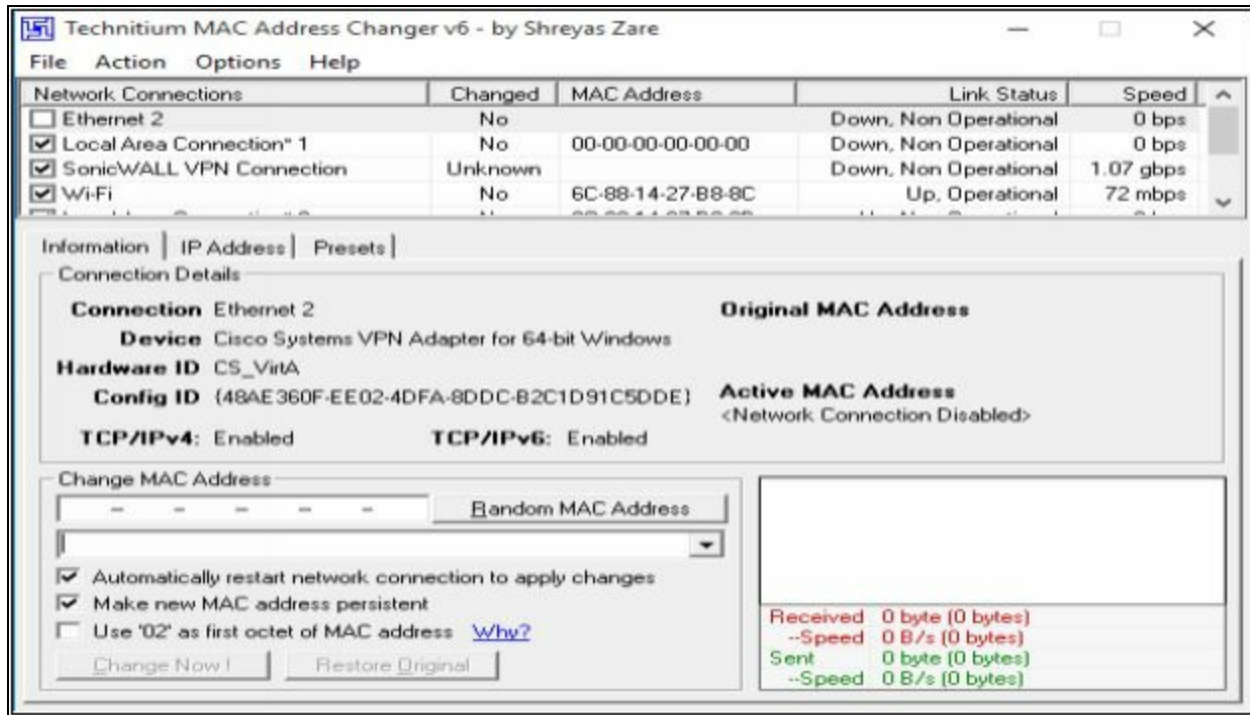 Technitium MAC Address Changer v6 - by Shreyas Zare
File Action Options Help
Network Connections Changed MAC Address Link Status Speed
Ethernet 2 No Down, Non Operational 0 bps
Local Area Connection* 1 No 00-00-00-00-00-00 Down, Non Operational 0 bps
SonicWALL VPN Connection Unknown Down, Non Operational 1.07 gbps
Wi-Fi No 6C-88-14-27-B8-8C Up, Operational 72 mbps
Information IP Address Presets
Connection Details
Connection Ethernet 2 Original MAC Address
Device Cisco Systems VPN Adapter for 64-bit Windows
Hardware ID CS_VirtA
Config ID {48AE360F-EE02-4DFA-8DDC-B2C1D91C5DDE} Active MAC Address
<Network Connection Disabled>
TCP/IPv4: Enabled TCP/IPv6: Enabled
Change MAC Address
- - - - - Random MAC Address
Automatically restart network connection to apply changes
Make new MAC address persistent
Use '02' as first octet of MAC address Why?
Change Now ! Restore Original
Received 0 byte (0 bytes)
--Speed 0 B/s (0 bytes)
Sent 0 byte (0 bytes)
--Speed 0 B/s (0 bytes)